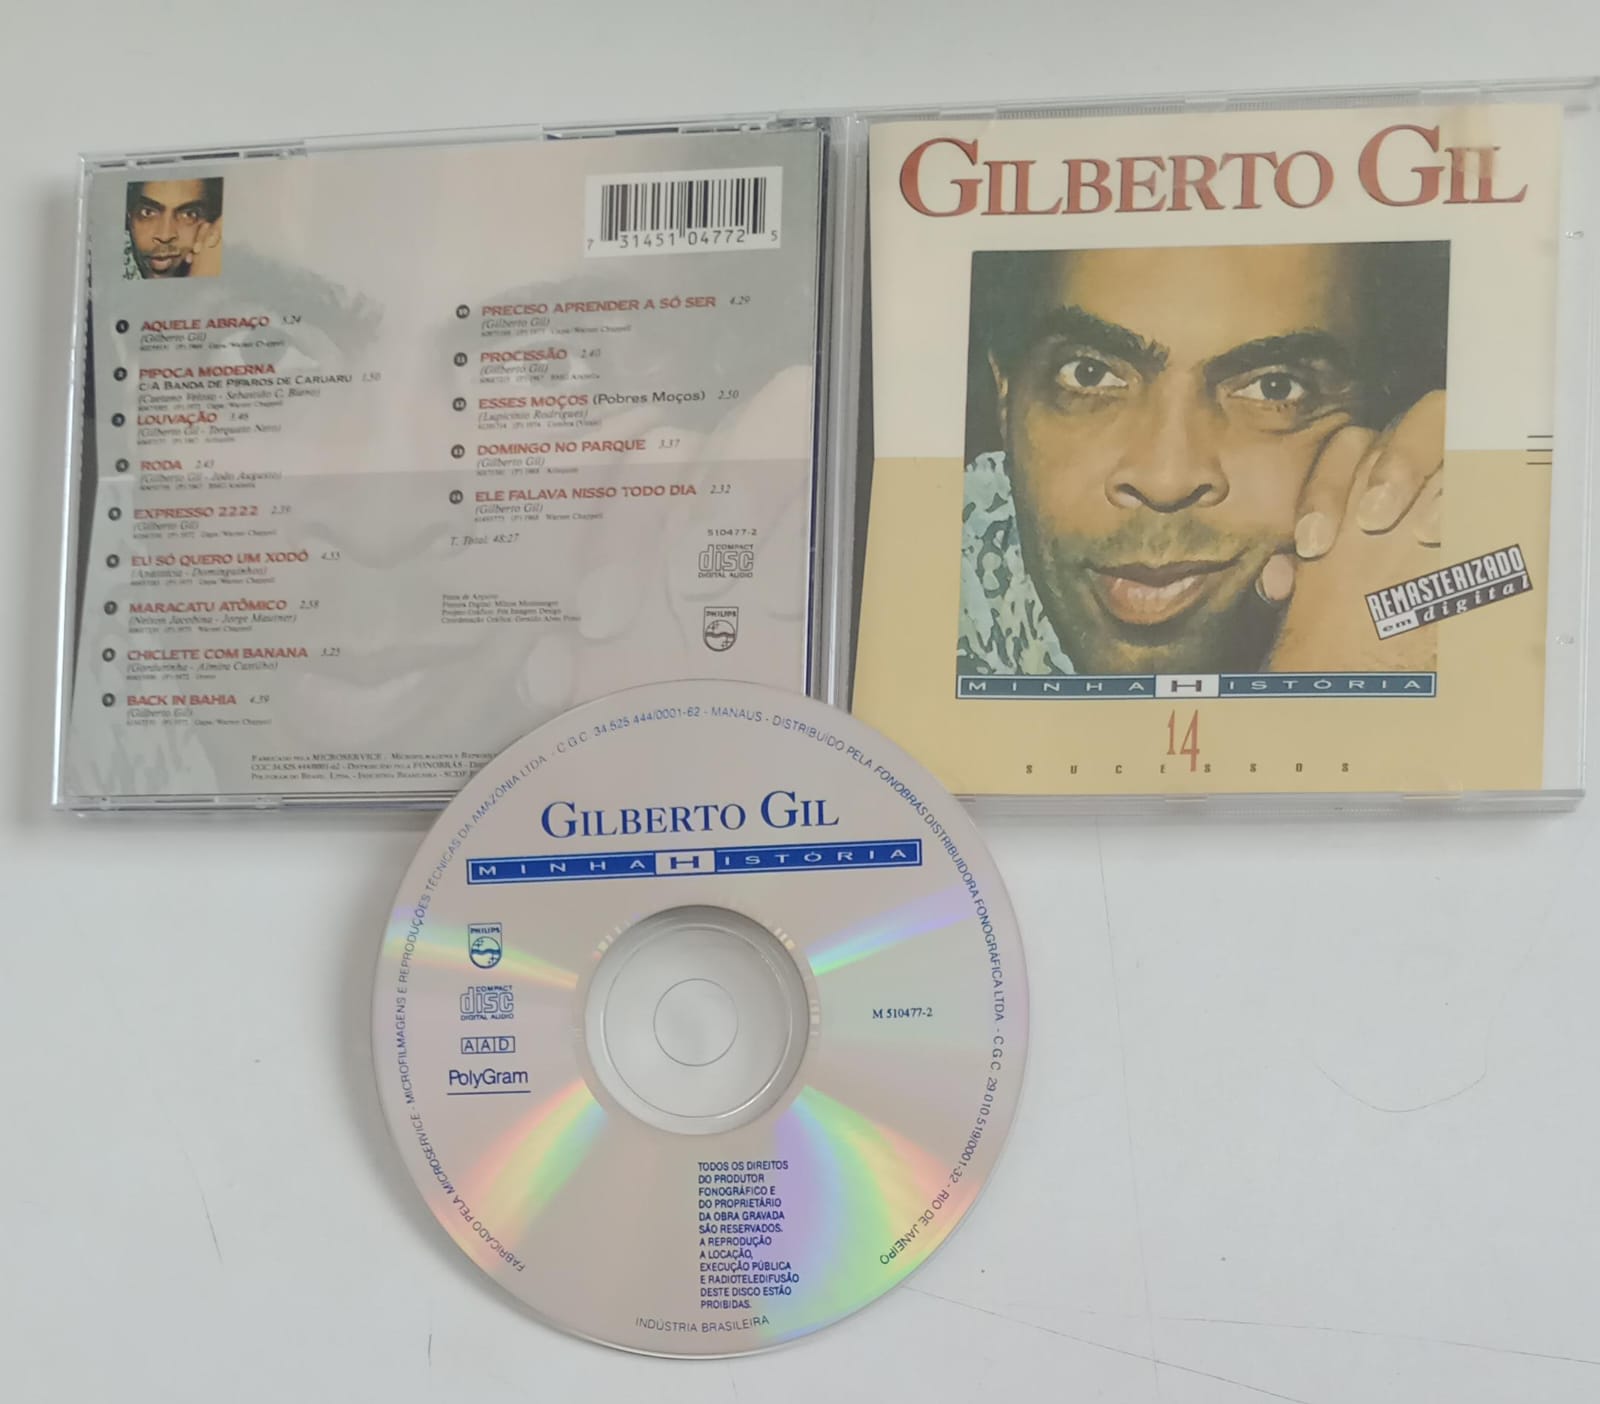 7 31451 04772 5
1 AQUELE ABRAÇO 5.24
(Gilberto Gil)
2 PIPOCA MODERNA
C/A BANDA DE PIFAROS DE CARUARU 1.50
(Caetano Veloso - Sebastião C. Biano)
3 LOUVAÇÃO 3.46
(Gilberto Gil - Torquato Neto)
4 RODA 2.43
(Gilberto Gil - João Augusto)
5 EXPRESSO 2222 2.39
(Gilberto Gil)
6 EU SÓ QUERO UM XODÓ
(Anastácia - Dominguinhos)
7 MARACATU ATÔMICO 2.58
(Nelson Jacobina - Jorge Mautner)
8 CHICLETE COM BANANA 3.25
(Gordurinha - Almira Castilho)
9 BACK IN BAHIA 4.39
(Gilberto Gil)
10 PRECISO APRENDER A SÓ SER 4.29
(Gilberto Gil)
11 PROCISSÃO 2.40
(Gilberto Gil)
12 ESSES MOÇOS (Pobres Moços) 2.50
(Lupicínio Rodrigues)
13 DOMINGO NO PARQUE 3.37
(Gilberto Gil)
14 ELE FALAVA NISSO TODO DIA 2.32
(Gilberto Gil)
T. Total: 48:27
510477-2
COMPACT
disc
DIGITAL AUDIO
PHILIPS
FABRICADO PELA MICROSERVICE
GILBERTO GIL
REMASTERIZADO
em digital
MINHA HISTÓRIA
14
SUCESSOS
FABRICADO PELA MICROSERVICE - MICROFILMAGENS E REPRODUÇÕES TÉCNICAS DA AMAZÔNIA LTDA - C G C. 34.525.444/0001-62 - MANAUS - DISTRIBUÍDO PELA FONOBRÁS DISTRIBUIDORA FONOGRÁFICA LTDA - C G C 29.010.519/0001-32 - RIO DE JANEIRO
GILBERTO GIL
MINHA HISTÓRIA
PHILIPS
COMPACT
disc
DIGITAL AUDIO
AAD
PolyGram
M 510477-2
TODOS OS DIREITOS
DO PRODUTOR
FONOGRÁFICO E
DO PROPRIETÁRIO
DA OBRA GRAVADA
SÃO RESERVADOS.
A REPRODUÇÃO
A LOCAÇÃO,
EXECUÇÃO PÚBLICA
E RADIOTELEDIFUSÃO
DESTE DISCO ESTÃO
PROIBIDAS.
INDÚSTRIA BRASILEIRA